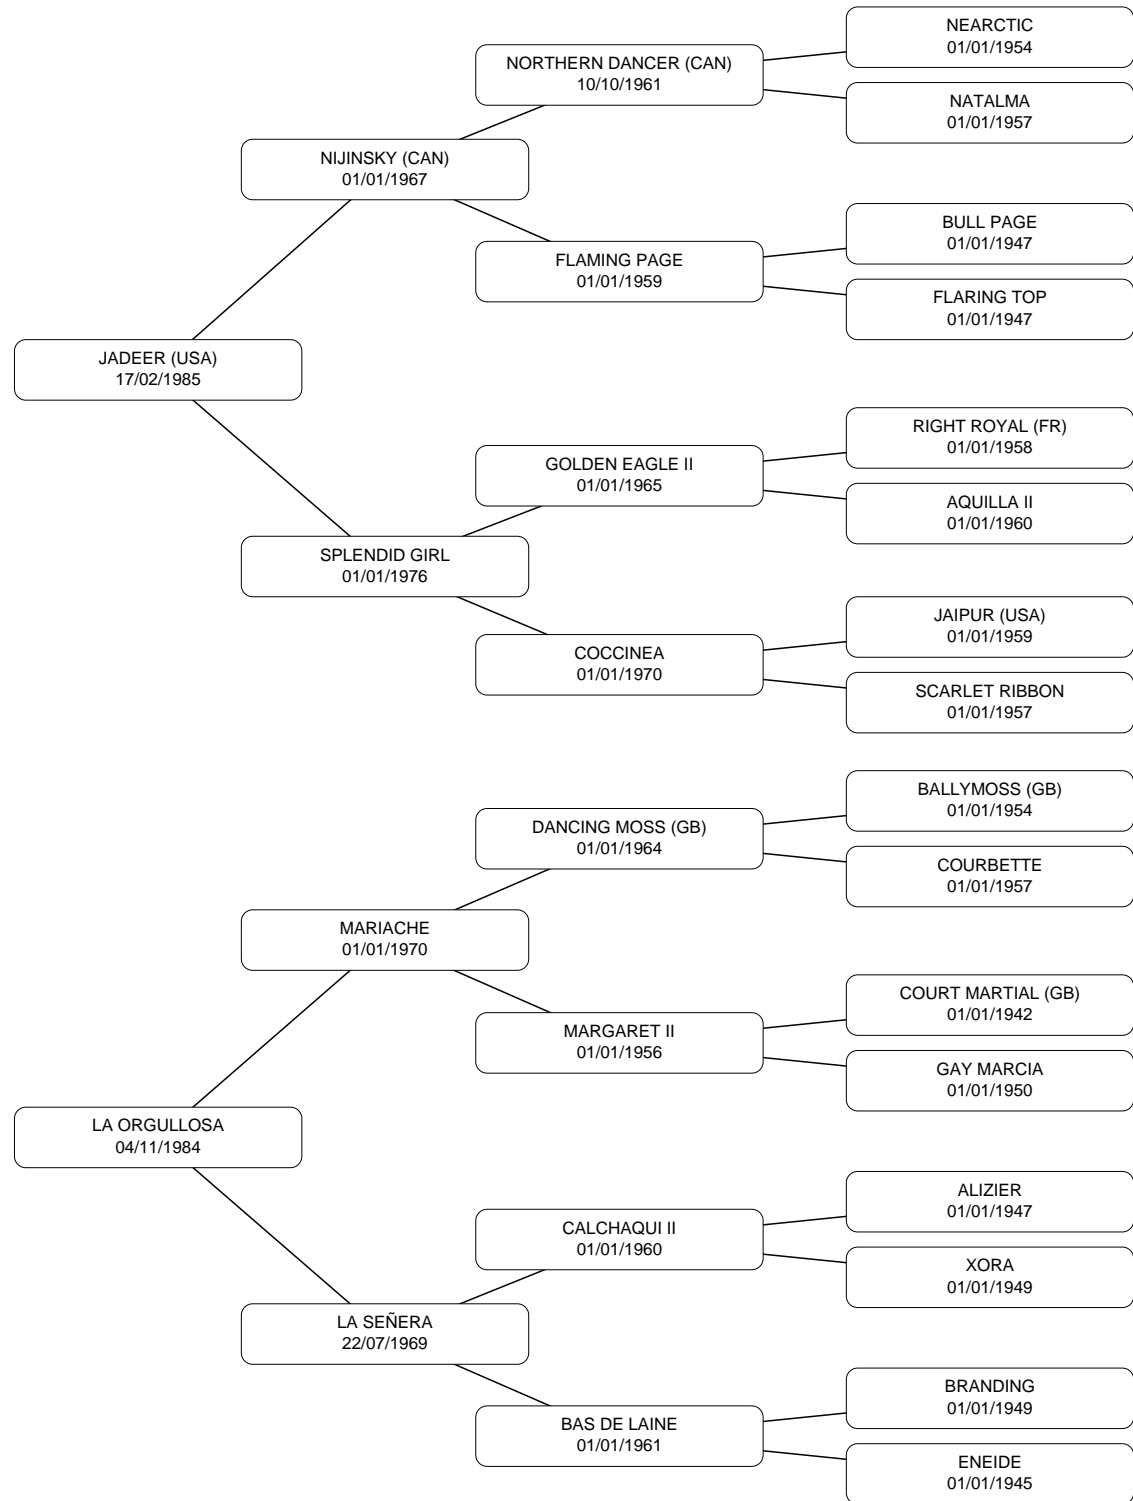 NEARCTIC
01/01/1954
NORTHERN DANCER (CAN)
10/10/1961
NATALMA
01/01/1957
NIJINSKY (CAN)
01/01/1967
BULL PAGE
01/01/1947
FLAMING PAGE
01/01/1959
FLARING TOP
01/01/1947
JADEER (USA)
17/02/1985
RIGHT ROYAL (FR)
01/01/1958
GOLDEN EAGLE II
01/01/1965
AQUILLA II
01/01/1960
SPLENDID GIRL
01/01/1976
JAIPUR (USA)
01/01/1959
COCCINEA
01/01/1970
SCARLET RIBBON
01/01/1957
BALLYMOSS (GB)
01/01/1954
DANCING MOSS (GB)
01/01/1964
COURBETTE
01/01/1957
MARIACHE
01/01/1970
COURT MARTIAL (GB)
01/01/1942
MARGARET II
01/01/1956
GAY MARCIA
01/01/1950
LA ORGULLOSA
04/11/1984
ALIZIER
01/01/1947
CALCHAQUI II
01/01/1960
XORA
01/01/1949
LA SEÑERA
22/07/1969
BRANDING
01/01/1949
BAS DE LAINE
01/01/1961
ENEIDE
01/01/1945